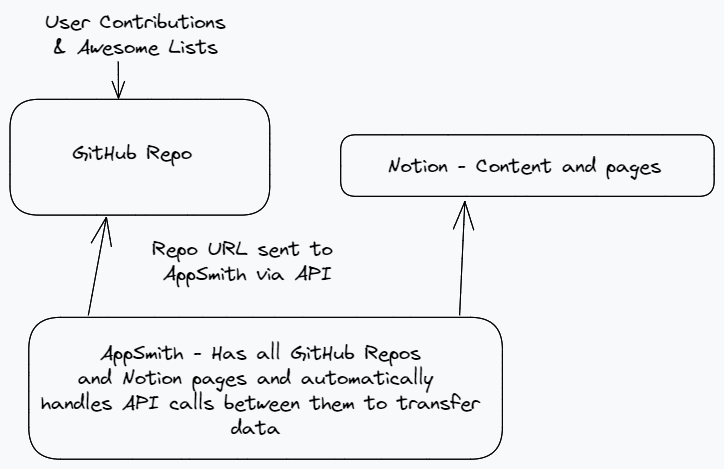 User Contributions
& Awesome Lists
GitHub Repo
Notion - Content and pages
Repo URL sent to
AppSmith via API
AppSmith - Has all GitHub Repos
and Notion pages and automatically
handles API calls between them to transfer
data